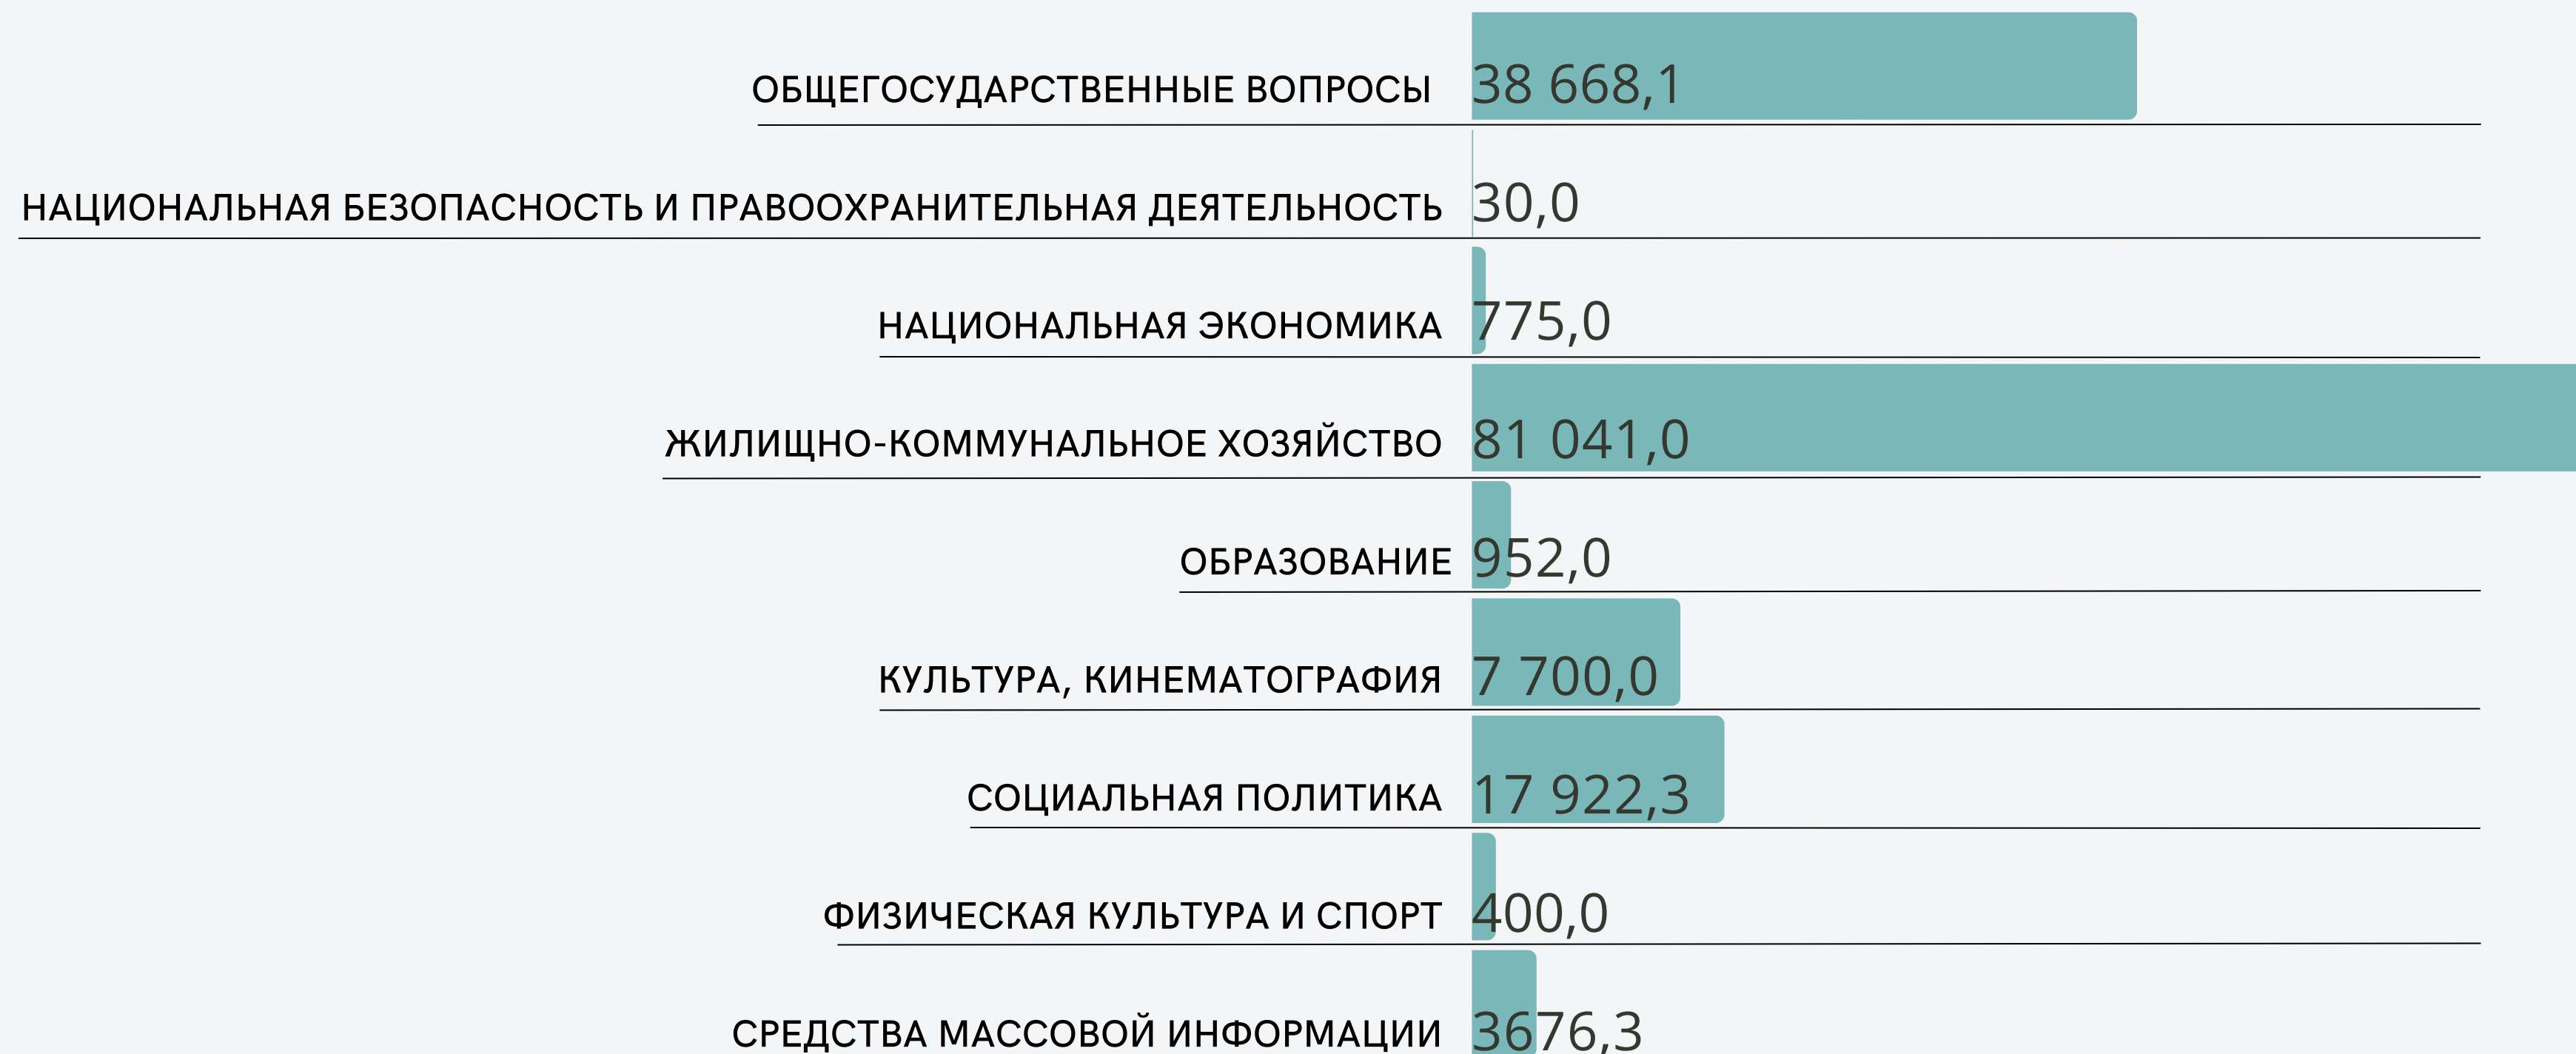 ОБЩЕГОСУДАРСТВЕННЫЕ ВОПРОСЫ 38 668,1
НАЦИОНАЛЬНАЯ БЕЗОПАСНОСТЬ И ПРАВООХРАНИТЕЛЬНАЯ ДЕЯТЕЛЬНОСТЬ 30,0
НАЦИОНАЛЬНАЯ ЭКОНОМИКА 775,0
ЖИЛИЩНО-КОММУНАЛЬНОЕ ХОЗЯЙСТВО 81 041,0
ОБРАЗОВАНИЕ 952,0
КУЛЬТУРА, КИНЕМАТОГРАФИЯ 7 700,0
СОЦИАЛЬНАЯ ПОЛИТИКА 17 922,3
ФИЗИЧЕСКАЯ КУЛЬТУРА И СПОРТ 400,0
СРЕДСТВА МАССОВОЙ ИНФОРМАЦИИ 3676,3